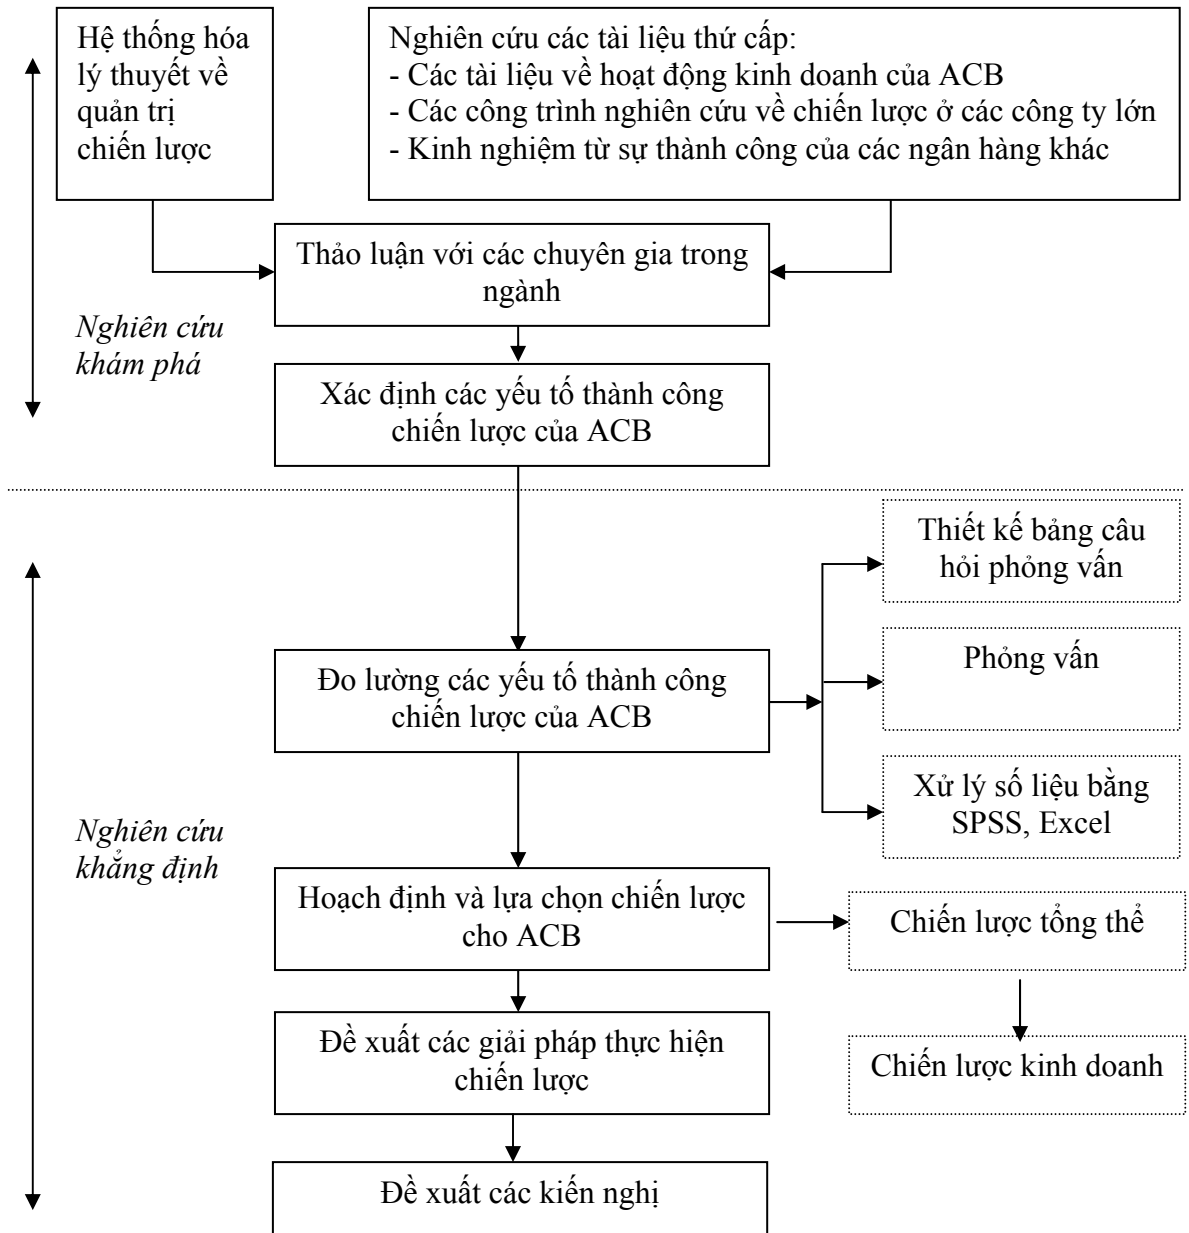 Hệ thống hóa
lý thuyết về
quản trị
chiến lược
Nghiên cứu các tài liệu thứ cấp:
- Các tài liệu về hoạt động kinh doanh của ACB
- Các công trình nghiên cứu về chiến lược ở các công ty lớn
- Kinh nghiệm từ sự thành công của các ngân hàng khác
Thảo luận với các chuyên gia trong
ngành
Nghiên cứu
khám phá
Xác định các yếu tố thành công
chiến lược của ACB
Thiết kế bảng câu
hỏi phỏng vấn
Đo lường các yếu tố thành công
chiến lược của ACB
Phỏng vấn
Xử lý số liệu bằng
SPSS, Excel
Nghiên cứu
khẳng định
Hoạch định và lựa chọn chiến lược
cho ACB
Chiến lược tổng thể
Đề xuất các giải pháp thực hiện
chiến lược
Chiến lược kinh doanh
Đề xuất các kiến nghị